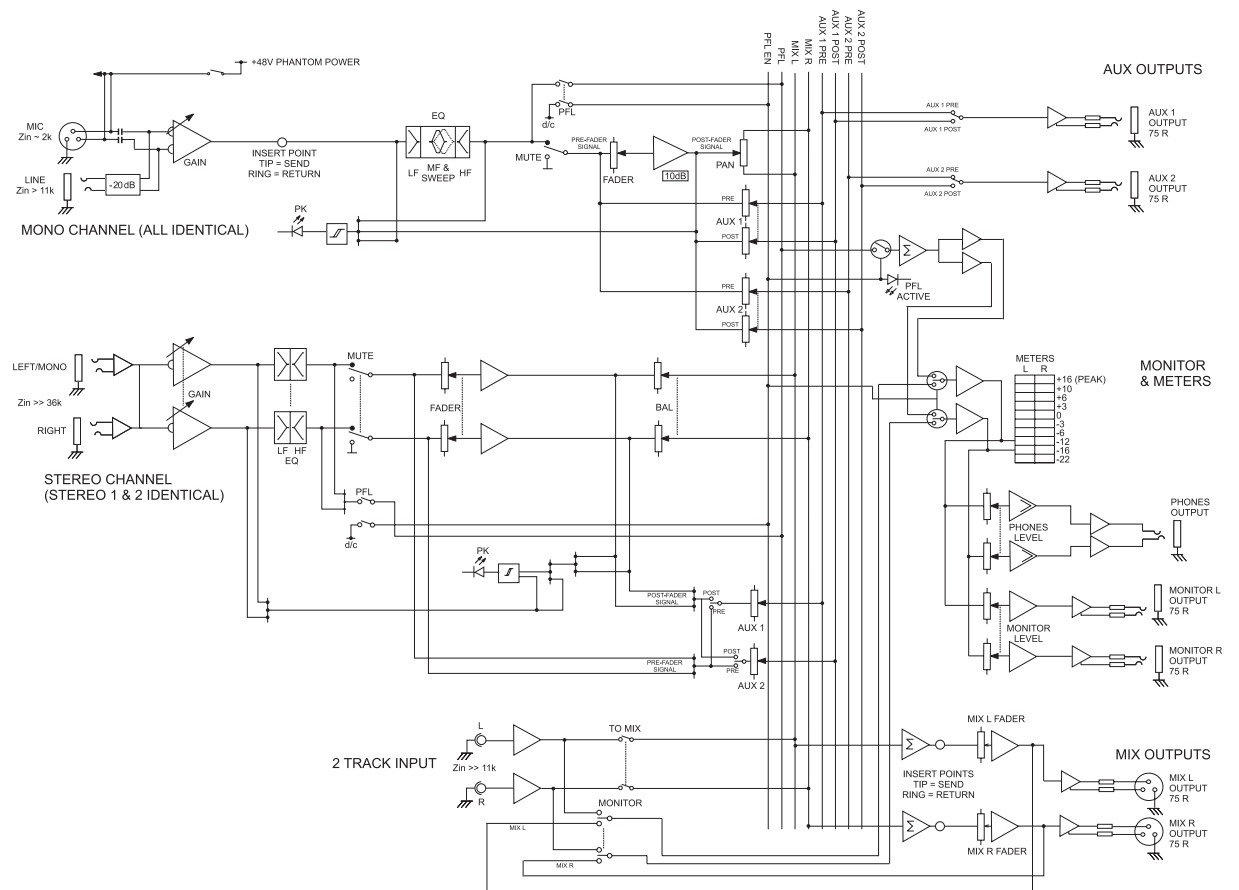 PFL EN
PFL
MIX L
MIX R
AUX 1 PRE
AUX 1 POST
AUX 2 PRE
AUX 2 POST
+48V PHANTOM POWER
MIC
Zin ~ 2k
LINE
Zin > 11k
-20dB
GAIN
INSERT POINT
TIP = SEND
RING = RETURN
EQ
LF
MF &
SWEEP
HF
PFL
d/c
MUTE
PRE-FADER
SIGNAL
FADER
10dB
POST-FADER
SIGNAL
PAN
PK
MONO CHANNEL (ALL IDENTICAL)
PRE
AUX 1
POST
PRE
AUX 2
POST
AUX OUTPUTS
AUX 1 PRE
AUX 1 POST
AUX 1
OUTPUT
75 R
AUX 2 PRE
AUX 2 POST
AUX 2
OUTPUT
75 R
Σ
PFL
ACTIVE
LEFT/MONO
Zin >> 36k
RIGHT
GAIN
LF HF
EQ
MUTE
FADER
BAL
STEREO CHANNEL
(STEREO 1 & 2 IDENTICAL)
PFL
d/c
PK
POST-FADER
SIGNAL
POST
PRE
AUX 1
PRE-FADER
SIGNAL
POST
PRE
AUX 2
METERS
L R
+16 (PEAK)
+10
+6
+3
0
-3
-6
-12
-16
-22
MONITOR
& METERS
PHONES
LEVEL
PHONES
OUTPUT
MONITOR
LEVEL
MONITOR L
OUTPUT
75 R
MONITOR R
OUTPUT
75 R
2 TRACK INPUT
L
Zin >> 11k
R
TO MIX
MONITOR
MIX L
MIX R
Σ
INSERT POINTS
TIP = SEND
RING = RETURN
Σ
MIX L FADER
MIX R FADER
MIX OUTPUTS
MIX L
OUTPUT
75 R
MIX R
OUTPUT
75 R